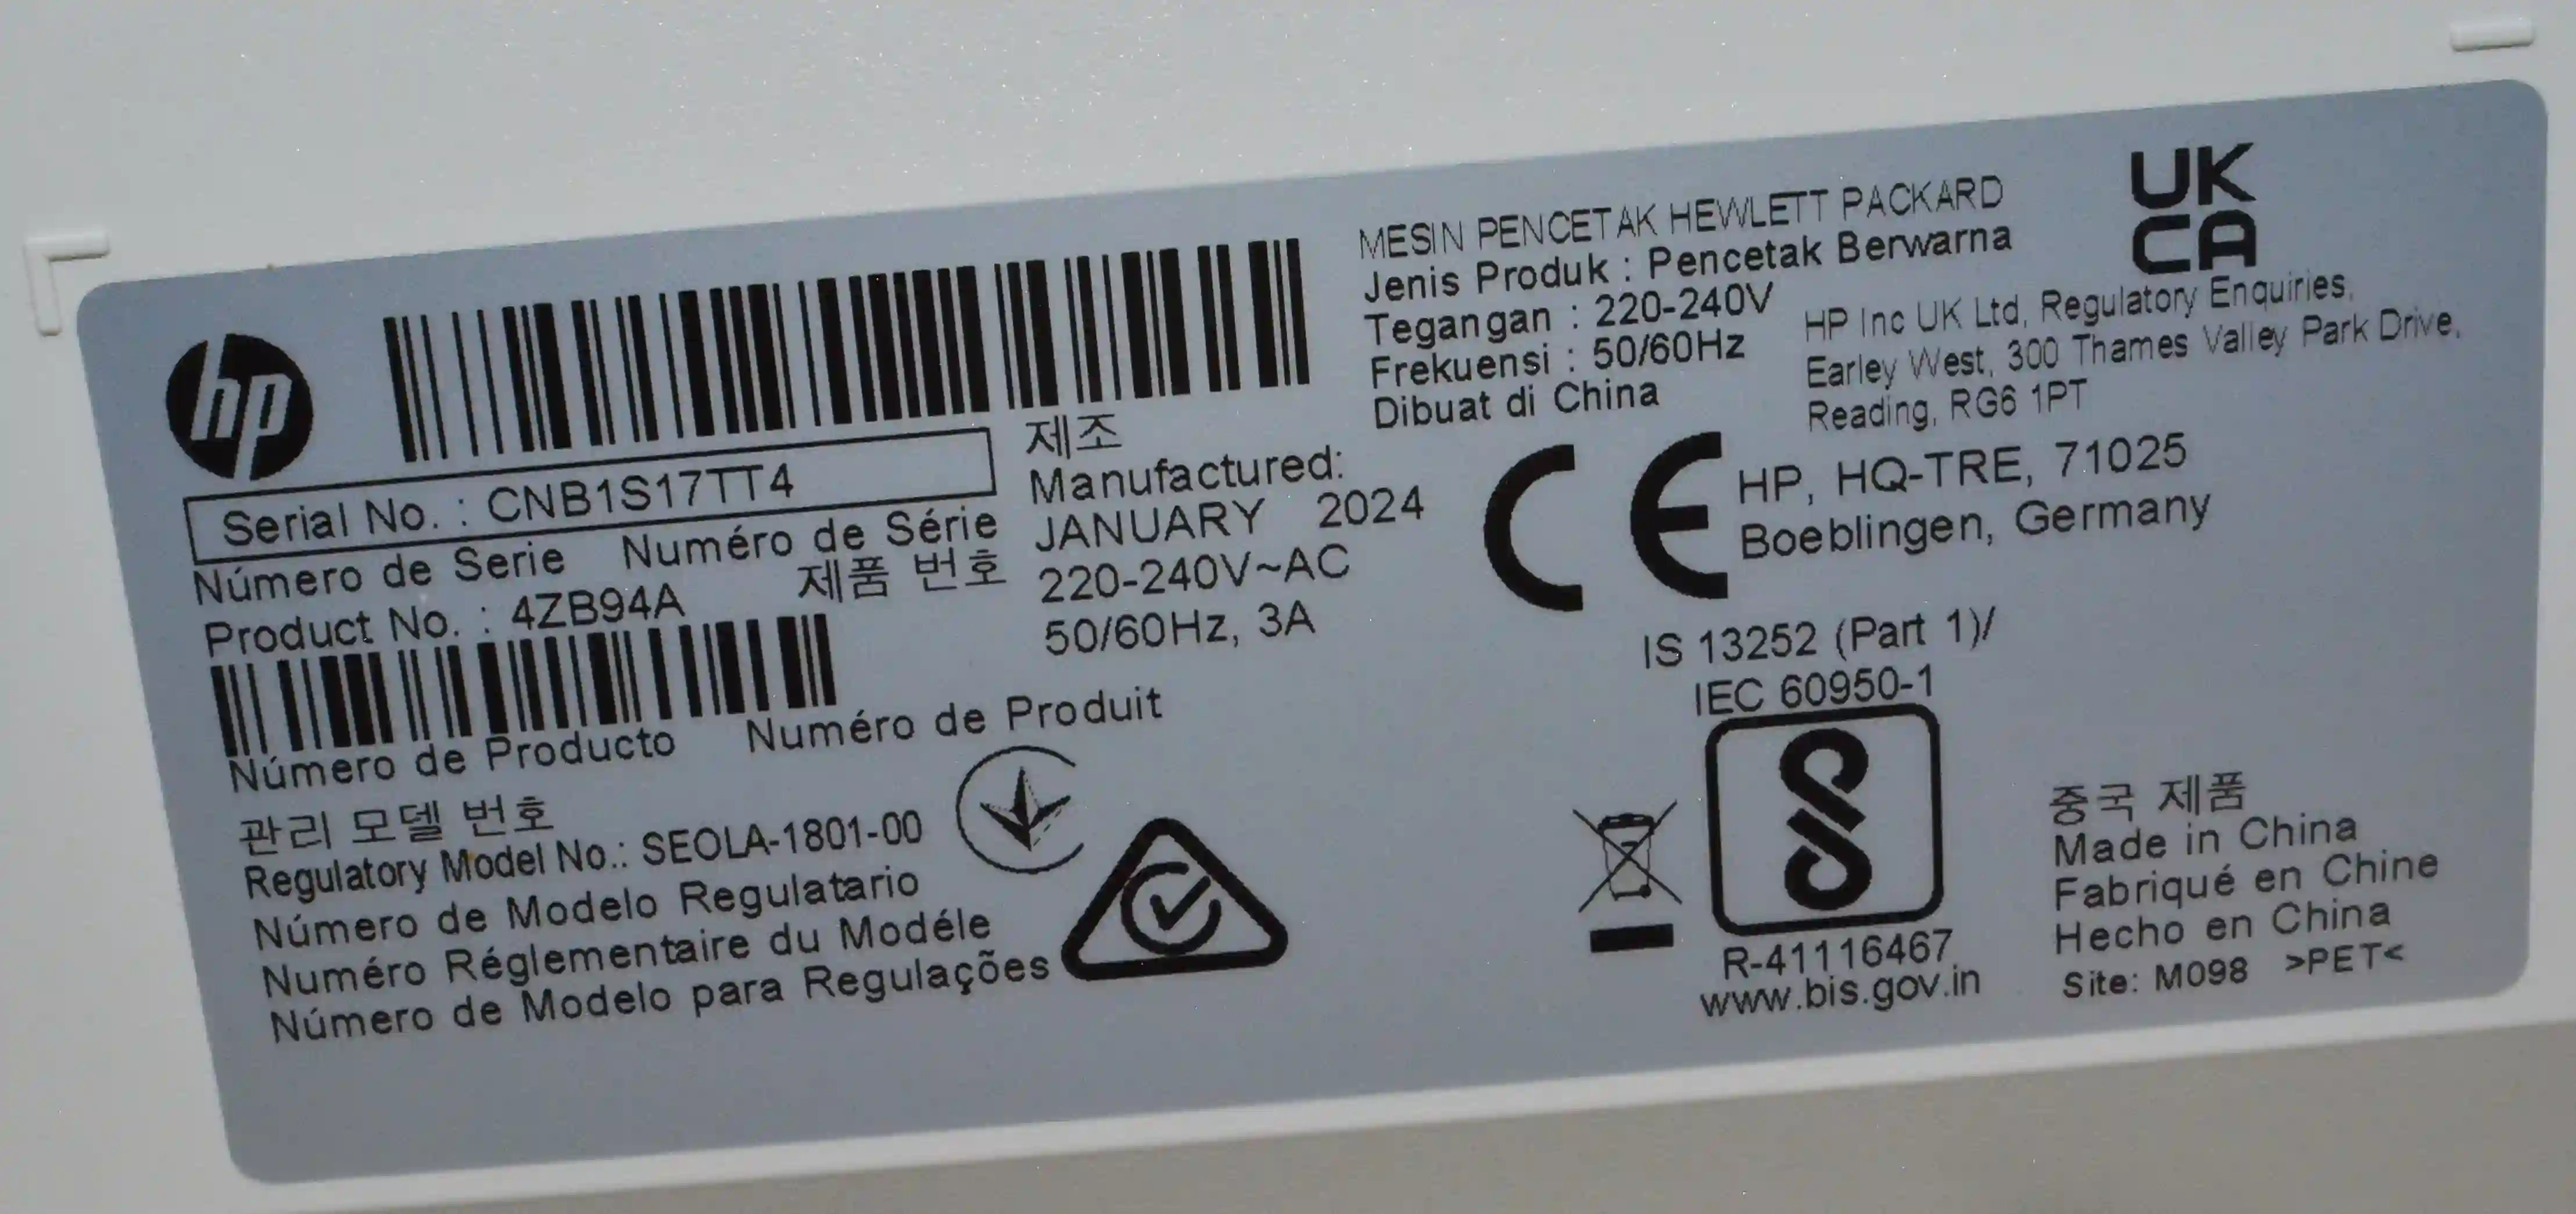 hp
Serial No. : CNB1S17TT4
Número de Serie Numéro de Série
Product No. : 4ZB94A 제품 번호
Número de Producto Numéro de Produit
관리 모델 번호
Regulatory Model No.: SEOLA-1801-00
Número de Modelo Regulatario
Numéro Réglementaire du Modéle
Número de Modelo para Regulações
제조
Manufactured:
JANUARY 2024
220-240V~AC
50/60Hz, 3A
MESIN PENCETAK HEWLETT PACKARD
Jenis Produk : Pencetak Berwarna
Tegangan : 220-240V
Frekuensi : 50/60Hz
Dibuat di China
UK
CA
HP Inc UK Ltd, Regulatory Enquiries,
Earley West, 300 Thames Valley Park Drive,
Reading, RG6 1PT
CE
HP, HQ-TRE, 71025
Boeblingen, Germany
IS 13252 (Part 1)/
IEC 60950-1
R-41116467
www.bis.gov.in
중국 제품
Made in China
Fabriqué en Chine
Hecho en China
Site: M098 >PET<